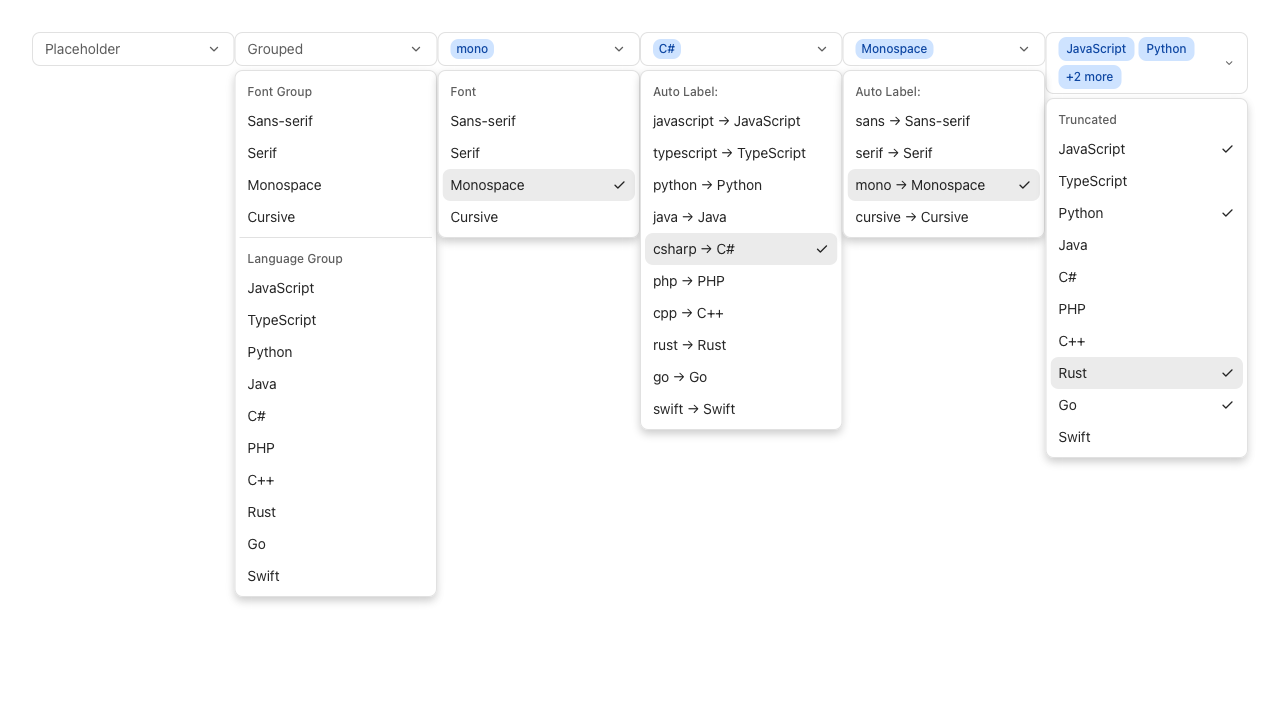 Placeholder
Grouped
Font Group
Sans-serif
Serif
Monospace
Cursive
Language Group
JavaScript
TypeScript
Python
Java
C#
PHP
C++
Rust
Go
Swift
mono
Font
Sans-serif
Serif
Monospace
Cursive
C#
Auto Label:
javascript → JavaScript
typescript → TypeScript
python → Python
java → Java
csharp → C#
php → PHP
cpp → C++
rust → Rust
go → Go
swift → Swift
Monospace
Auto Label:
sans → Sans-serif
serif → Serif
mono → Monospace
cursive → Cursive
JavaScript Python
+2 more
Truncated
JavaScript
TypeScript
Python
Java
C#
PHP
C++
Rust
Go
Swift